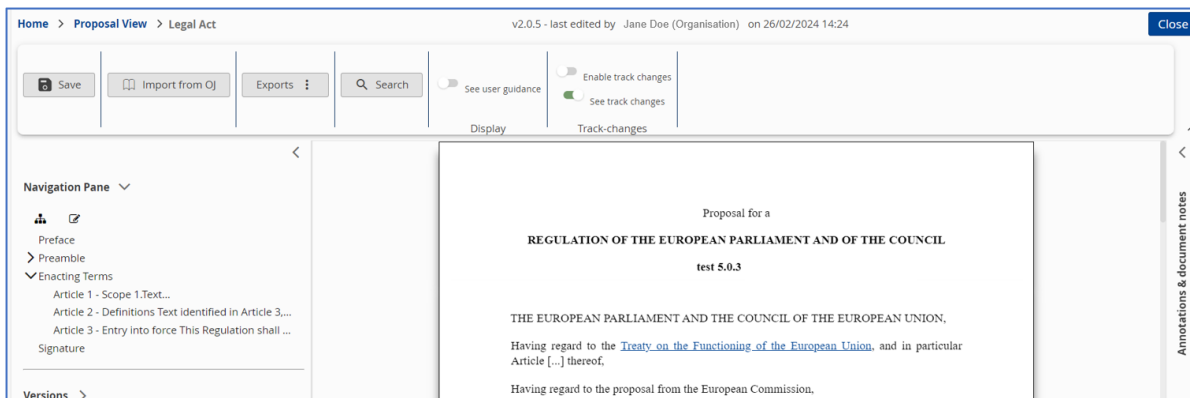 Home > Proposal View > Legal Act
v2.0.5 - last edited by Jane Doe (Organisation) on 26/02/2024 14:24
Close
Save
Import from OJ
Exports
Search
See user guidance
Display
Enable track changes
See track changes
Track-changes
Navigation Pane
Preface
Preamble
Enacting Terms
Article 1 - Scope 1.Text...
Article 2 - Definitions Text identified in Article 3,...
Article 3 - Entry into force This Regulation shall ...
Signature
Versions
Proposal for a
REGULATION OF THE EUROPEAN PARLIAMENT AND OF THE COUNCIL
test 5.0.3
THE EUROPEAN PARLIAMENT AND THE COUNCIL OF THE EUROPEAN UNION,
Having regard to the Treaty on the Functioning of the European Union, and in particular
Article [...] thereof,
Having regard to the proposal from the European Commission,
Annotations & document notes